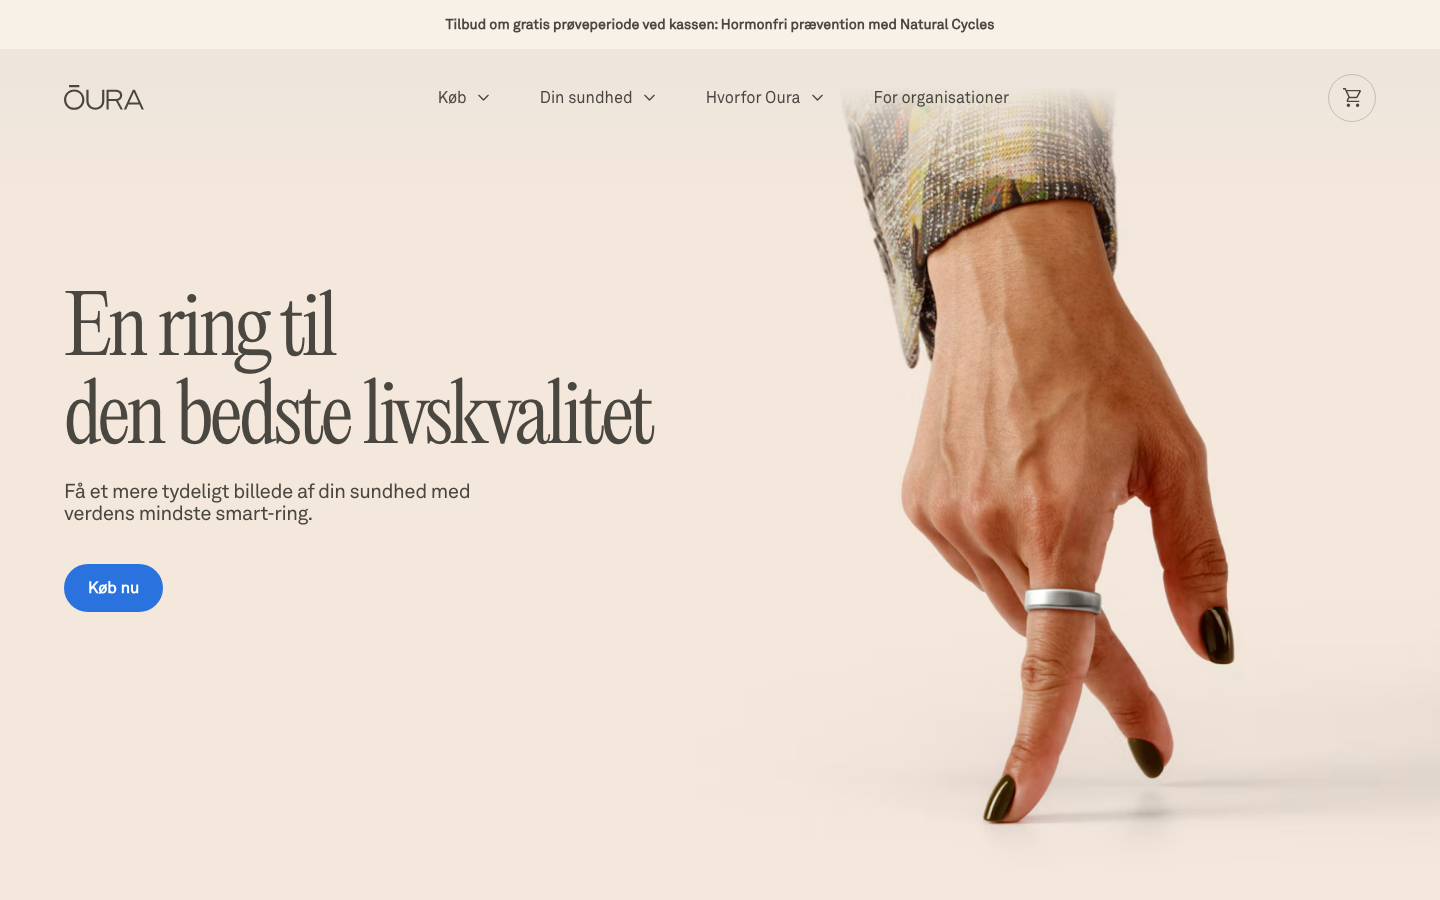 Tilbud om gratis prøveperiode ved kassen: Hormonfri prævention med Natural Cycles
ŌURA
Køb
Din sundhed
Hvorfor Oura
For organisationer
En ring til
den bedste livskvalitet
Få et mere tydeligt billede af din sundhed med
verdens mindste smart-ring.
Køb nu